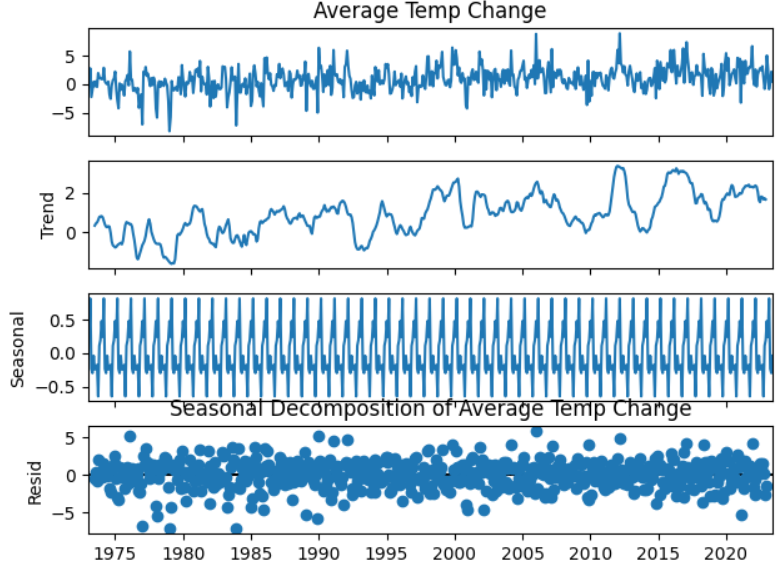 Average Temp Change
5
0
−5
Trend
2
0
Seasonal
0.5
0.0
−0.5
Seasonal Decomposition of Average Temp Change
Resid
5
0
−5
1975 1980 1985 1990 1995 2000 2005 2010 2015 2020